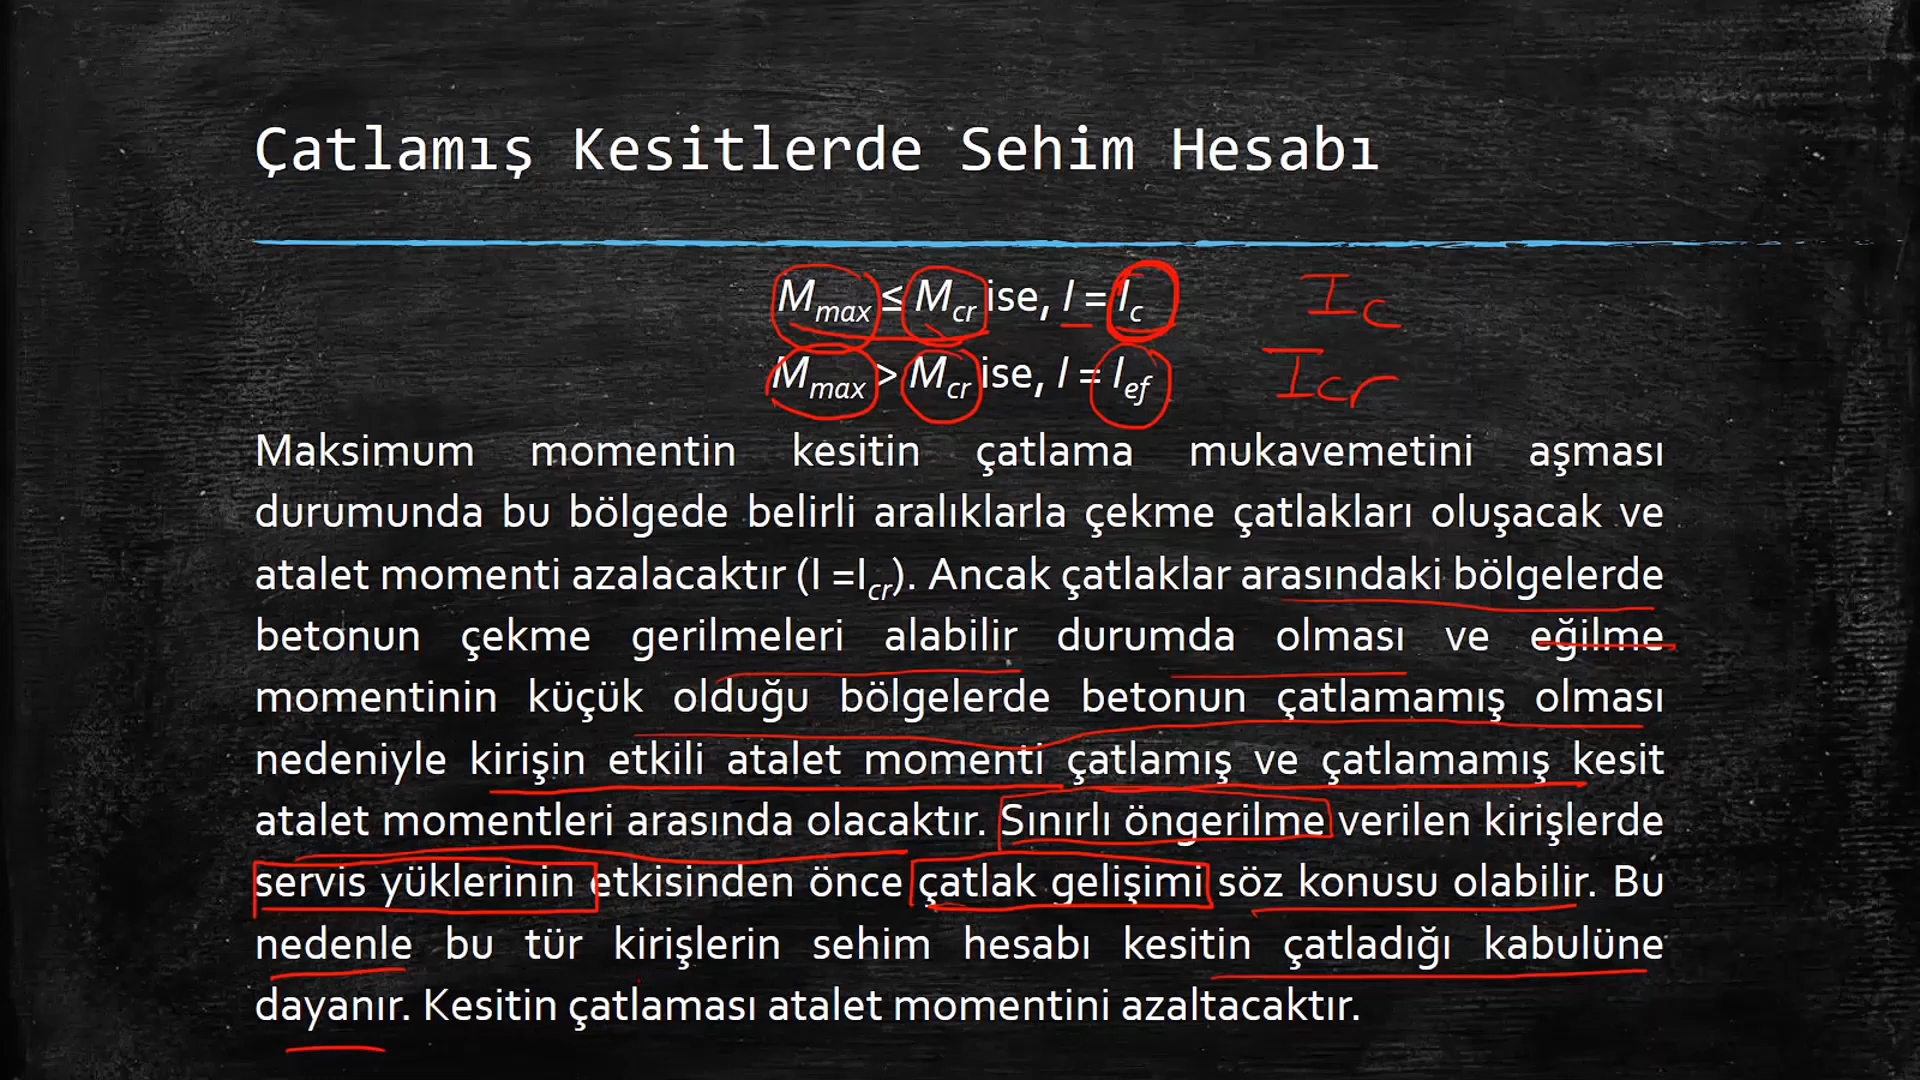 Çatlamış Kesitlerde Sehim Hesabı
Mmax ≤ Mcr ise, I = Ic Ic
Mmax > Mcr ise, I = Ief Icr
Maksimum momentin kesitin çatlama mukavemetini aşması
durumunda bu bölgede belirli aralıklarla çekme çatlakları oluşacak ve
atalet momenti azalacaktır (I =Icr). Ancak çatlaklar arasındaki bölgelerde
betonun çekme gerilmeleri alabilir durumda olması ve eğilme
momentinin küçük olduğu bölgelerde betonun çatlamamış olması
nedeniyle kirişin etkili atalet momenti çatlamış ve çatlamamış kesit
atalet momentleri arasında olacaktır. Sınırlı öngerilme verilen kirişlerde
servis yüklerinin etkisinden önce çatlak gelişimi söz konusu olabilir. Bu
nedenle bu tür kirişlerin sehim hesabı kesitin çatladığı kabulüne
dayanır. Kesitin çatlaması atalet momentini azaltacaktır.